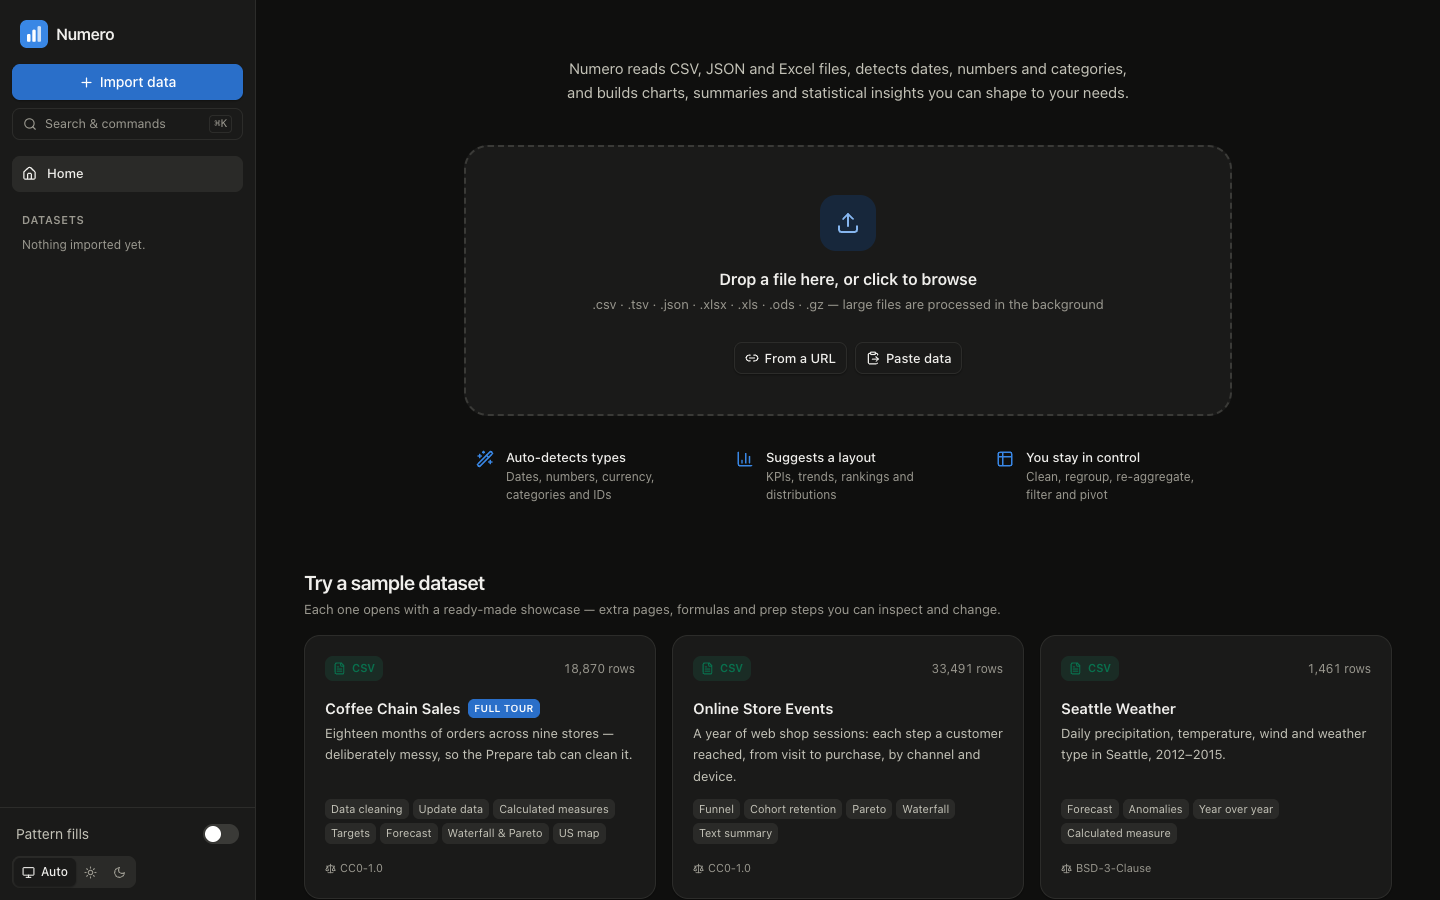 Numero
Import data
Search & commands
⌘K
Home
DATASETS
Nothing imported yet.
Pattern fills
Auto
Numero reads CSV, JSON and Excel files, detects dates, numbers and categories,
and builds charts, summaries and statistical insights you can shape to your needs.
Drop a file here, or click to browse
.csv · .tsv · .json · .xlsx · .xls · .ods · .gz — large files are processed in the background
From a URL
Paste data
Auto-detects types
Dates, numbers, currency,
categories and IDs
Suggests a layout
KPIs, trends, rankings and
distributions
You stay in control
Clean, regroup, re-aggregate,
filter and pivot
Try a sample dataset
Each one opens with a ready-made showcase — extra pages, formulas and prep steps you can inspect and change.
CSV
18,870 rows
Coffee Chain Sales
FULL TOUR
Eighteen months of orders across nine stores —
deliberately messy, so the Prepare tab can clean it.
Data cleaning
Update data
Calculated measures
Targets
Forecast
Waterfall & Pareto
US map
CC0-1.0
CSV
33,491 rows
Online Store Events
A year of web shop sessions: each step a customer
reached, from visit to purchase, by channel and
device.
Funnel
Cohort retention
Pareto
Waterfall
Text summary
CC0-1.0
CSV
1,461 rows
Seattle Weather
Daily precipitation, temperature, wind and weather
type in Seattle, 2012–2015.
Forecast
Anomalies
Year over year
Calculated measure
BSD-3-Clause